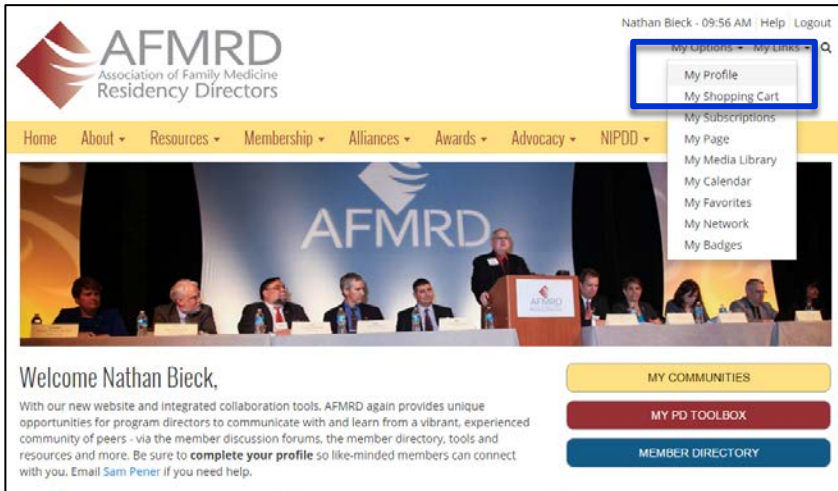 Nathan Bieck - 09:56 AM Help Logout
My Options My Links
AFMRD
Association of Family Medicine
Residency Directors
My Profile
My Shopping Cart
My Subscriptions
My Page
My Media Library
My Calendar
My Favorites
My Network
My Badges
Home About Resources Membership Alliances Awards Advocacy NIPDD
AFMRD
AFMRD
Welcome Nathan Bieck,
With our new website and integrated collaboration tools, AFMRD again provides unique
opportunities for program directors to communicate with and learn from a vibrant, experienced
community of peers - via the member discussion forums, the member directory, tools and
resources and more. Be sure to complete your profile so like-minded members can connect
with you. Email Sam Pener if you need help.
MY COMMUNITIES
MY PD TOOLBOX
MEMBER DIRECTORY